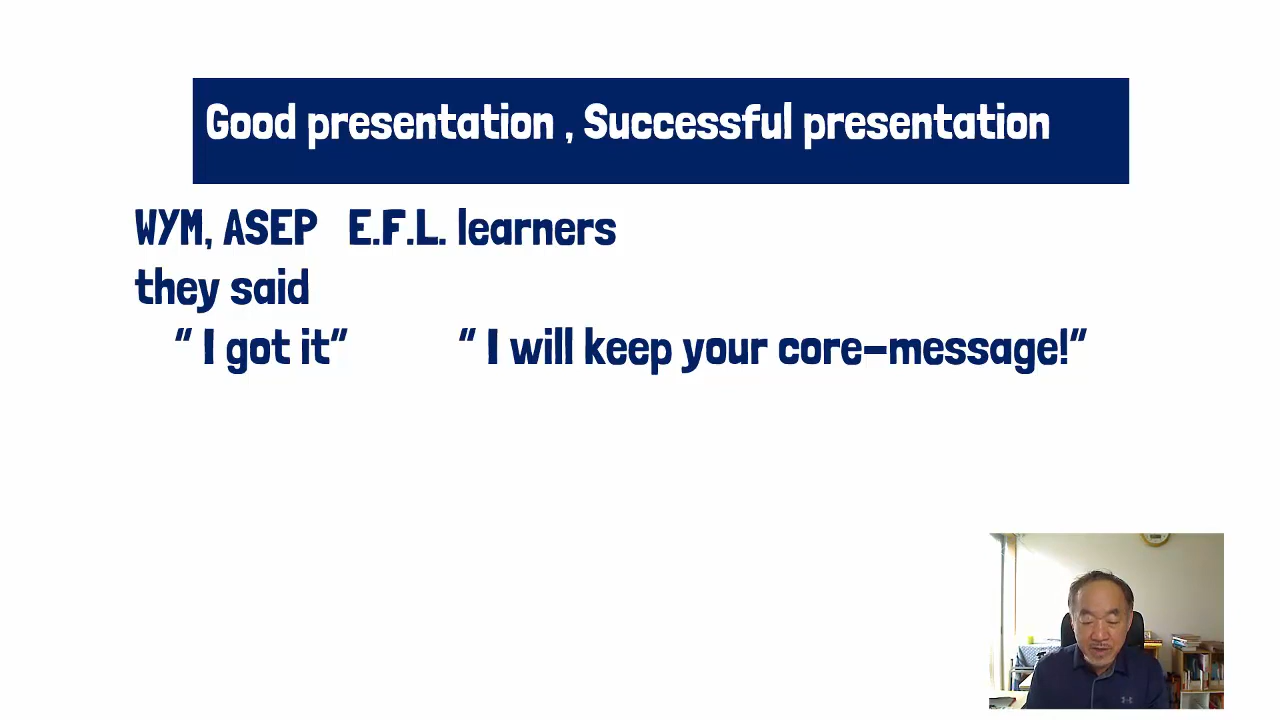 Good presentation , Successful presentation
WYM, ASEP E.F.L. learners
they said
“ I got it” “ I will keep your core-message!”